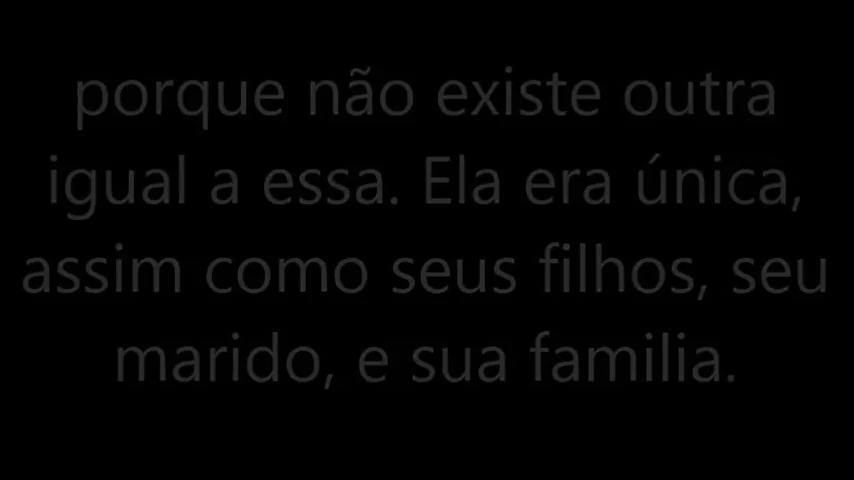 porque não existe outra
igual a essa. Ela era única,
assim como seus filhos, seu
marido, e sua familia.